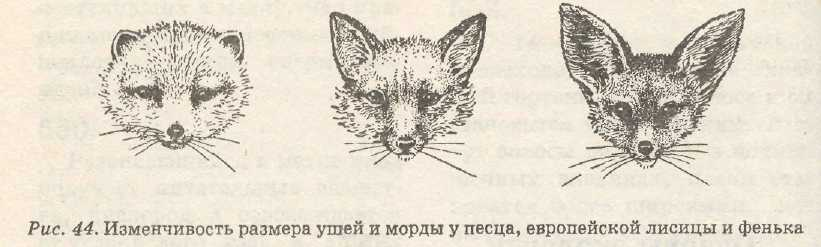 Рис. 44. Изменчивость размера ушей и морды у песца, европейской лисицы и фенька